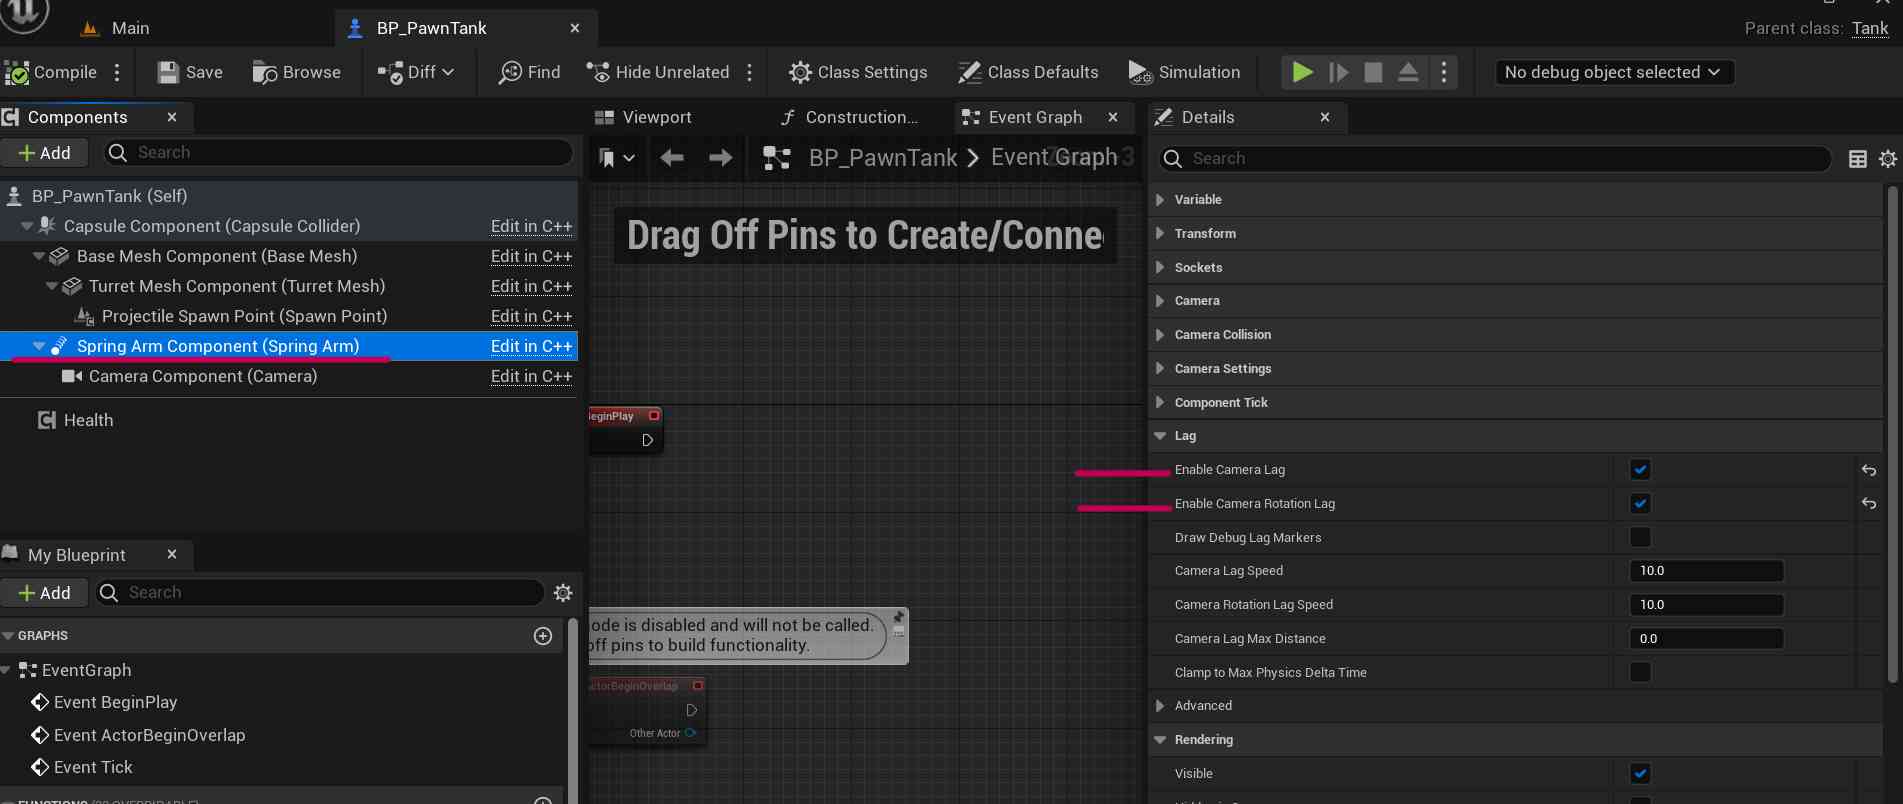 Main
BP_PawnTank
Parent class: Tank
Compile
Save
Browse
Diff
Find
Hide Unrelated
Class Settings
Class Defaults
Simulation
No debug object selected
Components
Add
Search
BP_PawnTank (Self)
Capsule Component (Capsule Collider) Edit in C++
Base Mesh Component (Base Mesh) Edit in C++
Turret Mesh Component (Turret Mesh) Edit in C++
Projectile Spawn Point (Spawn Point) Edit in C++
Spring Arm Component (Spring Arm) Edit in C++
Camera Component (Camera) Edit in C++
Health
My Blueprint
Add
Search
GRAPHS
EventGraph
Event BeginPlay
Event ActorBeginOverlap
Event Tick
Viewport
Construction...
Event Graph
BP_PawnTank > Event Graph
Drag Off Pins to Create/Conne
BeginPlay
ode is disabled and will not be called.
off pins to build functionality.
ActorBeginOverlap
Other Actor
Details
Search
Variable
Transform
Sockets
Camera
Camera Collision
Camera Settings
Component Tick
Lag
Enable Camera Lag
Enable Camera Rotation Lag
Draw Debug Lag Markers
Camera Lag Speed 10.0
Camera Rotation Lag Speed 10.0
Camera Lag Max Distance 0.0
Clamp to Max Physics Delta Time
Advanced
Rendering
Visible